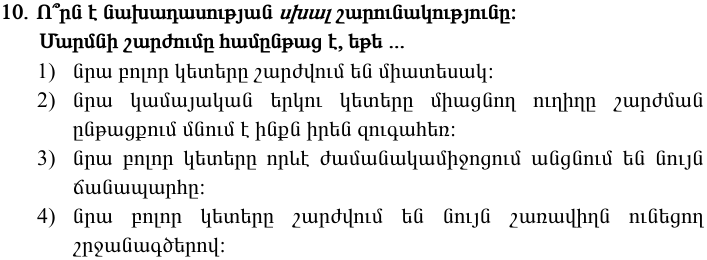 10. Ո՞րն է նախադասության սխալ շարունակությունը:
Մարմնի շարժումը համընթաց է, եթե ...
1) նրա բոլոր կետերը շարժվում են միատեսակ:
2) նրա կամայական երկու կետերը միացնող ուղիղը շարժման
ընթացքում մնում է ինքն իրեն զուգահեռ:
3) նրա բոլոր կետերը որևէ ժամանակամիջոցում անցնում են նույն
ճանապարհը:
4) նրա բոլոր կետերը շարժվում են նույն շառավիղն ունեցող
շրջանագծերով: